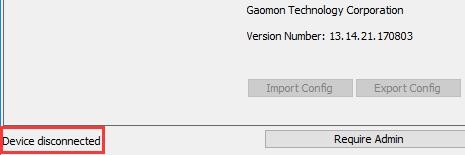 Gaomon Technology Corporation
Version Number: 13.14.21.170803
Import Config Export Config
Device disconnected Require Admin